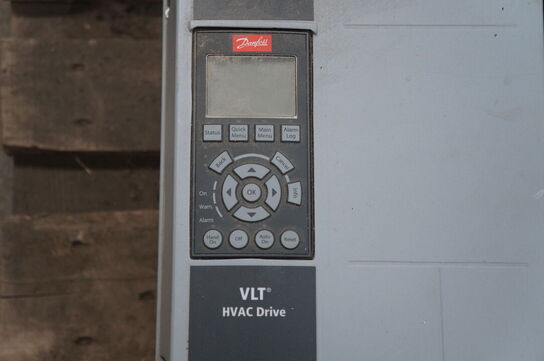 Danfoss
Status Quick Menu Main Menu Alarm Log
Back Cancel
Info
OK
On
Warn.
Alarm
Hand On Off Auto On Reset
VLT®
HVAC Drive